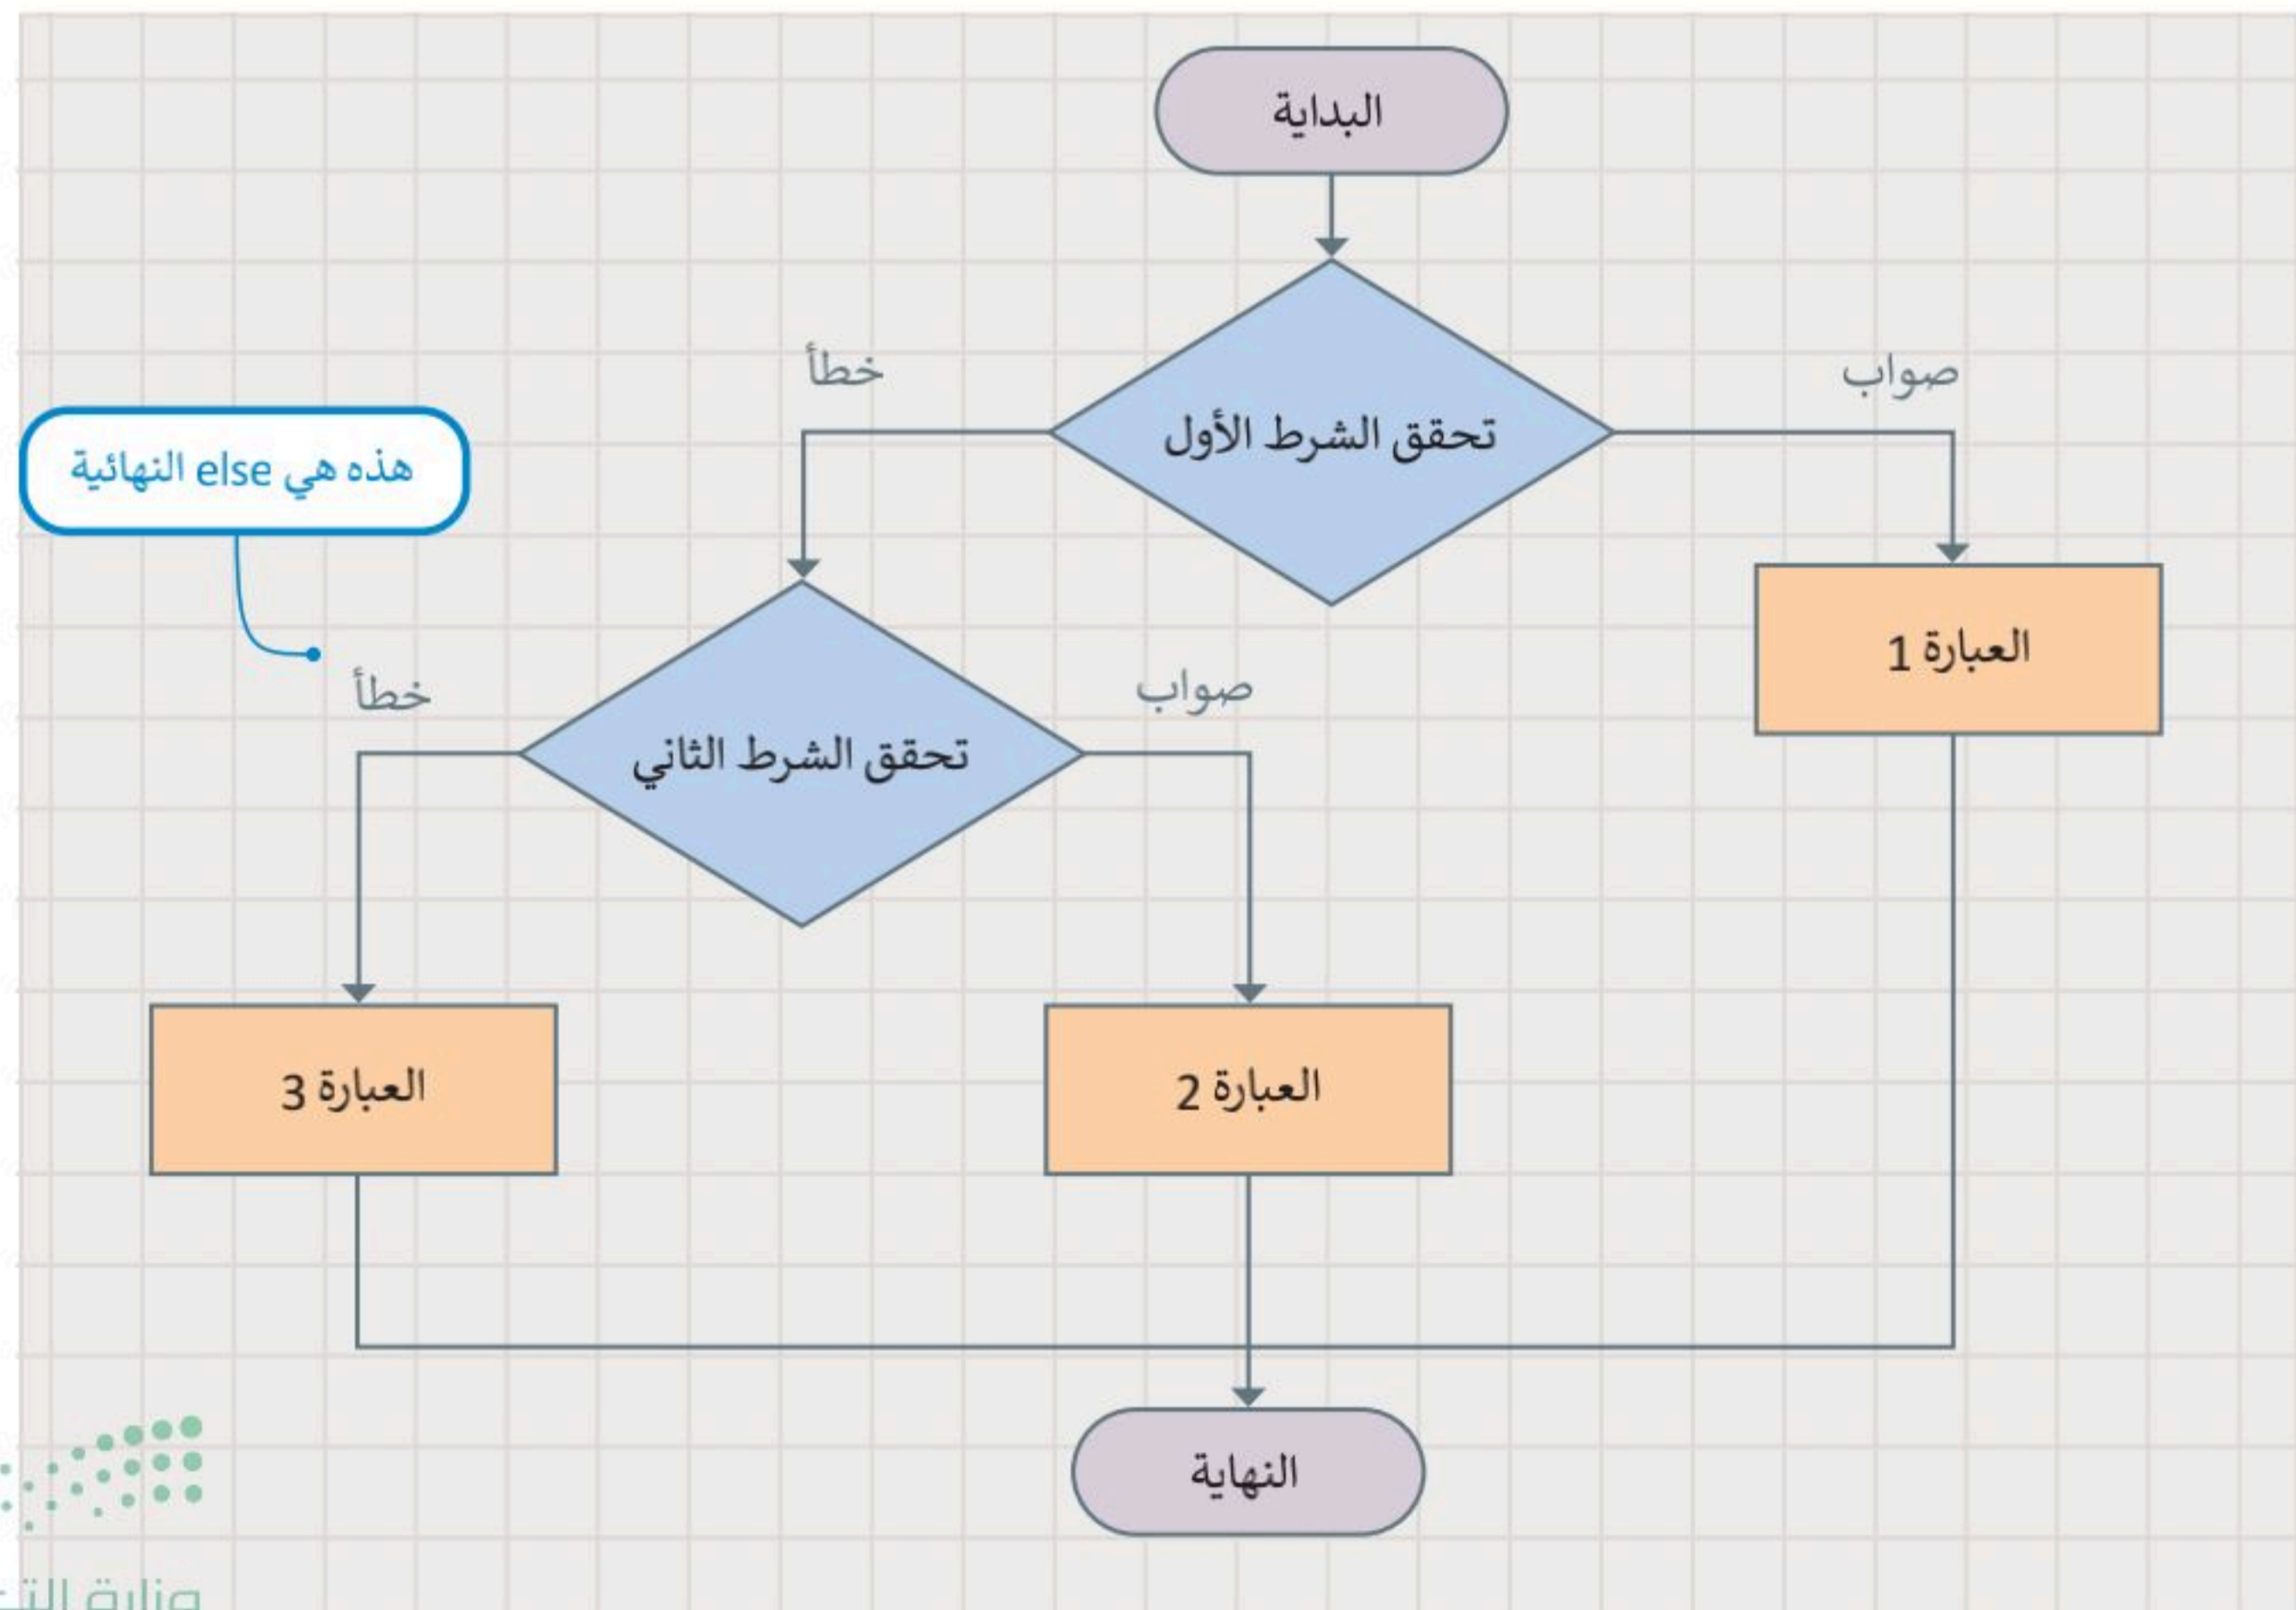 البداية
تحقق الشرط الأول
صواب
خطأ
هذه هي else النهائية
العبارة 1
تحقق الشرط الثاني
صواب
خطأ
العبارة 2
العبارة 3
النهاية
وزارة